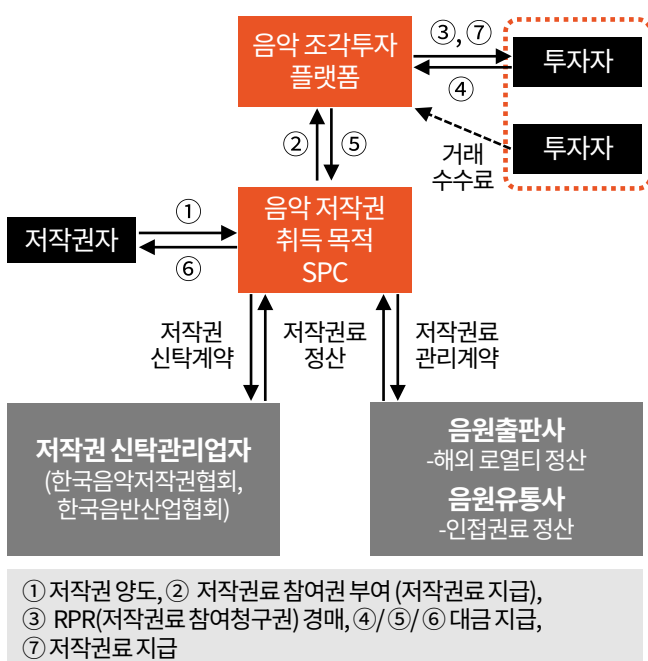 음악 조각투자
플랫폼
③, ⑦
④
투자자
투자자
거래
수수료
②
⑤
저작권자
①
⑥
음악 저작권
취득 목적
SPC
저작권
신탁계약
저작권료
정산
저작권료
관리계약
저작권 신탁관리업자
(한국음악저작권협회,
한국음반산업협회)
음원출판사
-해외 로열티 정산
음원유통사
-인접권료 정산
① 저작권 양도, ② 저작권료 참여권 부여 (저작권료 지급),
③ RPR(저작권료 참여청구권) 경매, ④/⑤/⑥ 대금 지급,
⑦ 저작권료 지급